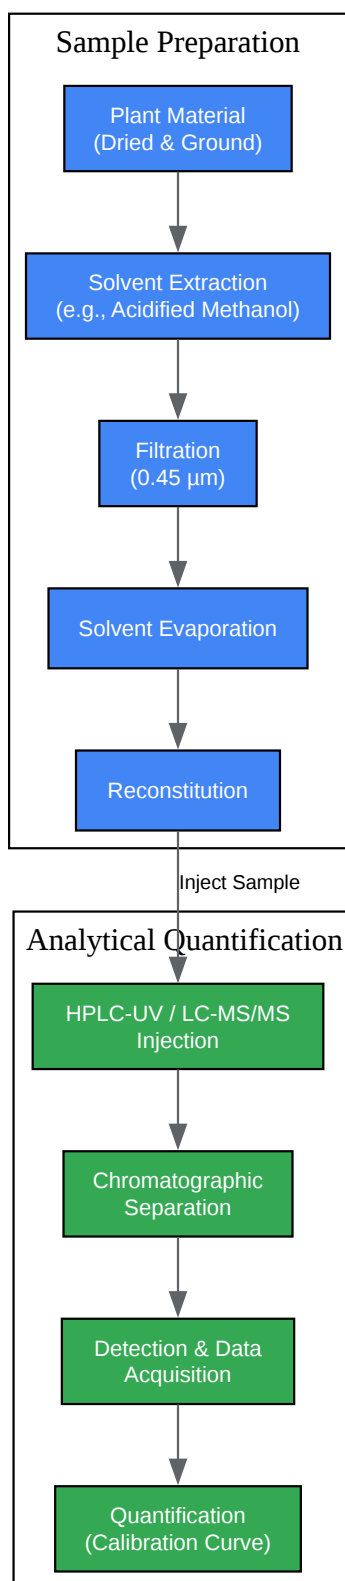 Sample Preparation
Plant Material
(Dried & Ground)
Solvent Extraction
(e.g., Acidified Methanol)
Filtration
(0.45 µm)
Solvent Evaporation
Reconstitution
Inject Sample
Analytical Quantification
HPLC-UV / LC-MS/MS
Injection
Chromatographic
Separation
Detection & Data
Acquisition
Quantification
(Calibration Curve)